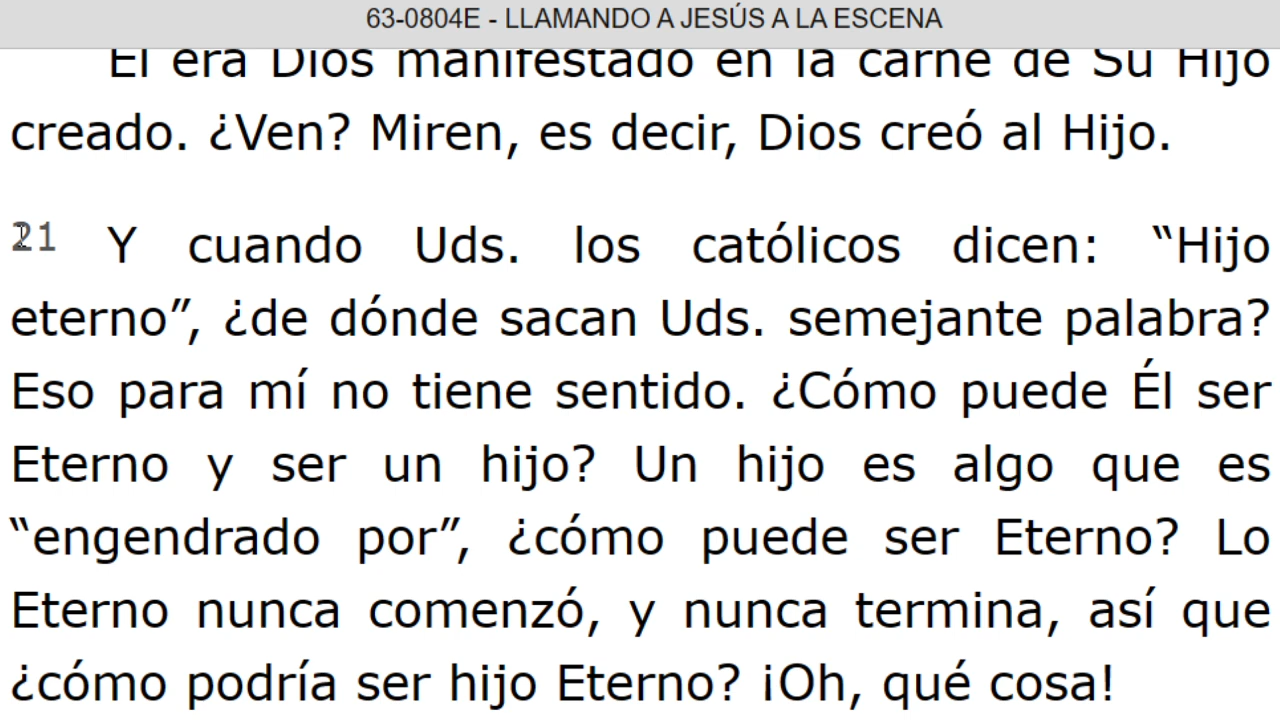 63-0804E - LLAMANDO A JESÚS A LA ESCENA
Él era Dios manifestado en la carne de Su Hijo
creado. ¿Ven? Miren, es decir, Dios creó al Hijo.
21 Y cuando Uds. los católicos dicen: “Hijo
eterno”, ¿de dónde sacan Uds. semejante palabra?
Eso para mí no tiene sentido. ¿Cómo puede Él ser
Eterno y ser un hijo? Un hijo es algo que es
“engendrado por”, ¿cómo puede ser Eterno? Lo
Eterno nunca comenzó, y nunca termina, así que
¿cómo podría ser hijo Eterno? ¡Oh, qué cosa!